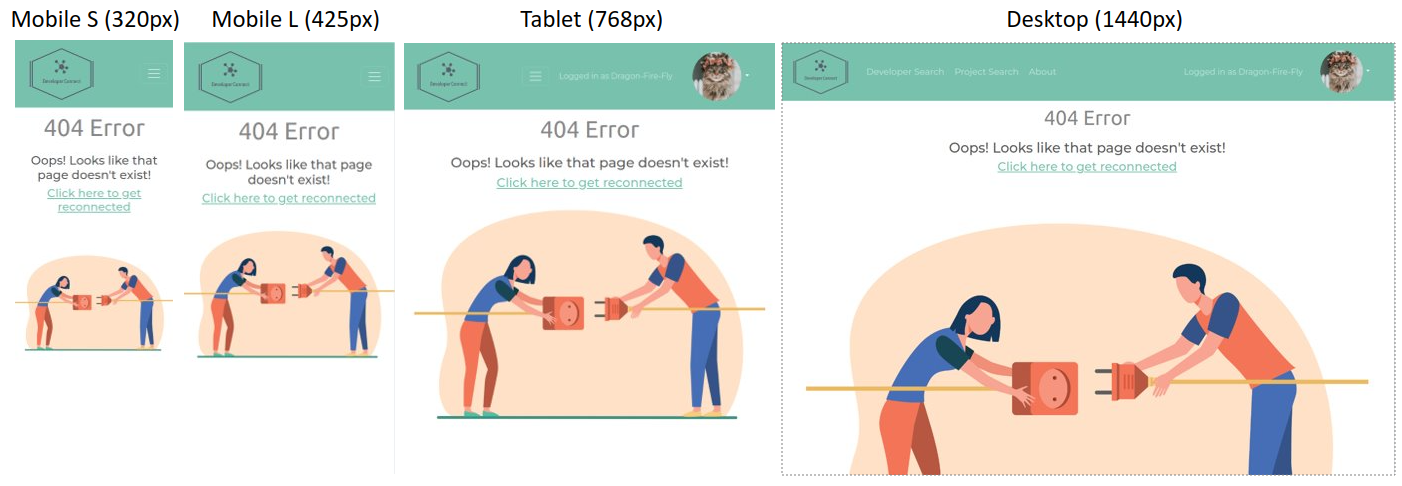 Mobile S (320px)
Developer Connect
404 Error
Oops! Looks like that
page doesn't exist!
Click here to get
reconnected
Mobile L (425px)
Developer Connect
404 Error
Oops! Looks like that page
doesn't exist!
Click here to get reconnected
Tablet (768px)
Developer Connect
Logged in as Dragon-Fire-Fly
404 Error
Oops! Looks like that page doesn't exist!
Click here to get reconnected
Desktop (1440px)
Developer Connect
Developer Search Project Search About
Logged in as Dragon-Fire-Fly
404 Error
Oops! Looks like that page doesn't exist!
Click here to get reconnected